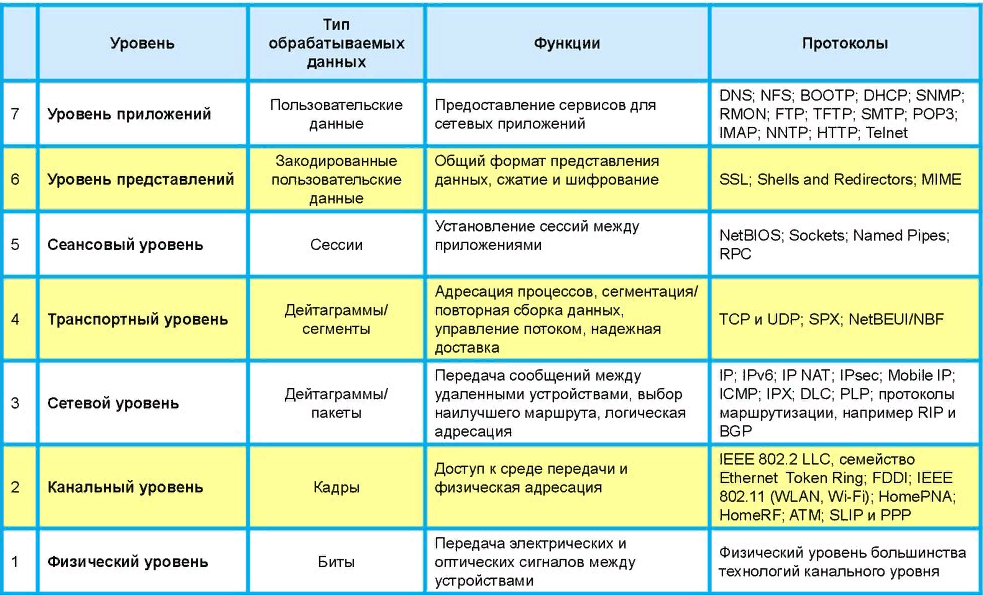 Уровень
Тип
обрабатываемых
данных
Функции
Протоколы
7
Уровень приложений
Пользовательские
данные
Предоставление сервисов для
сетевых приложений
DNS; NFS; BOOTP; DHCP; SNMP;
RMON; FTP; TFTP; SMTP; POP3;
IMAP; NNTP; HTTP; Telnet
6
Уровень представлений
Закодированные
пользовательские
данные
Общий формат представления
данных, сжатие и шифрование
SSL; Shells and Redirectors; MIME
5
Сеансовый уровень
Сессии
Установление сессий между
приложениями
NetBIOS; Sockets; Named Pipes;
RPC
4
Транспортный уровень
Дейтаграммы/
сегменты
Адресация процессов, сегментация/
повторная сборка данных,
управление потоком, надежная
доставка
TCP и UDP; SPX; NetBEUI/NBF
3
Сетевой уровень
Дейтаграммы/
пакеты
Передача сообщений между
удаленными устройствами, выбор
наилучшего маршрута, логическая
адресация
IP; IPv6; IP NAT; IPsec; Mobile IP;
ICMP; IPX; DLC; PLP; протоколы
маршрутизации, например RIP и
BGP
2
Канальный уровень
Кадры
Доступ к среде передачи и
физическая адресация
IEEE 802.2 LLC, семейство
Ethernet Token Ring; FDDI; IEEE
802.11 (WLAN, Wi-Fi); HomePNA;
HomeRF; ATM; SLIP и PPP
1
Физический уровень
Биты
Передача электрических и
оптических сигналов между
устройствами
Физический уровень большинства
технологий канального уровня